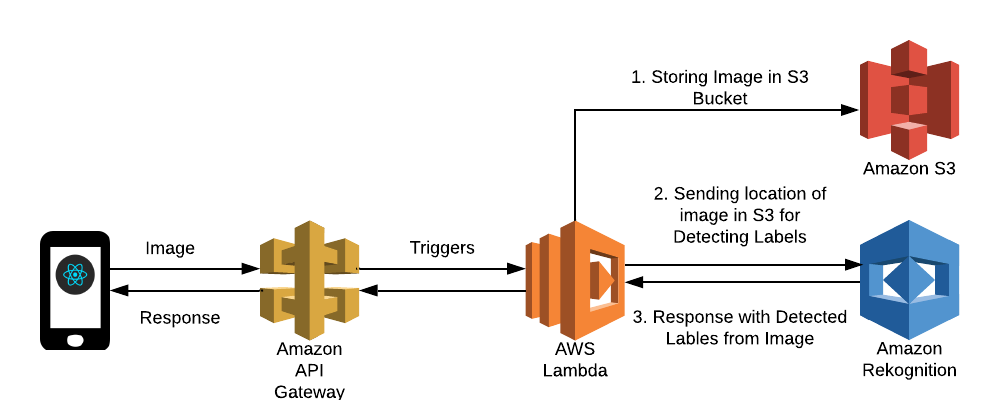 1. Storing Image in S3
Bucket
Amazon S3
2. Sending location of
image in S3 for
Detecting Labels
Image
Triggers
Response
3. Response with Detected
Lables from Image
Amazon
API
Gateway
AWS
Lambda
Amazon
Rekognition